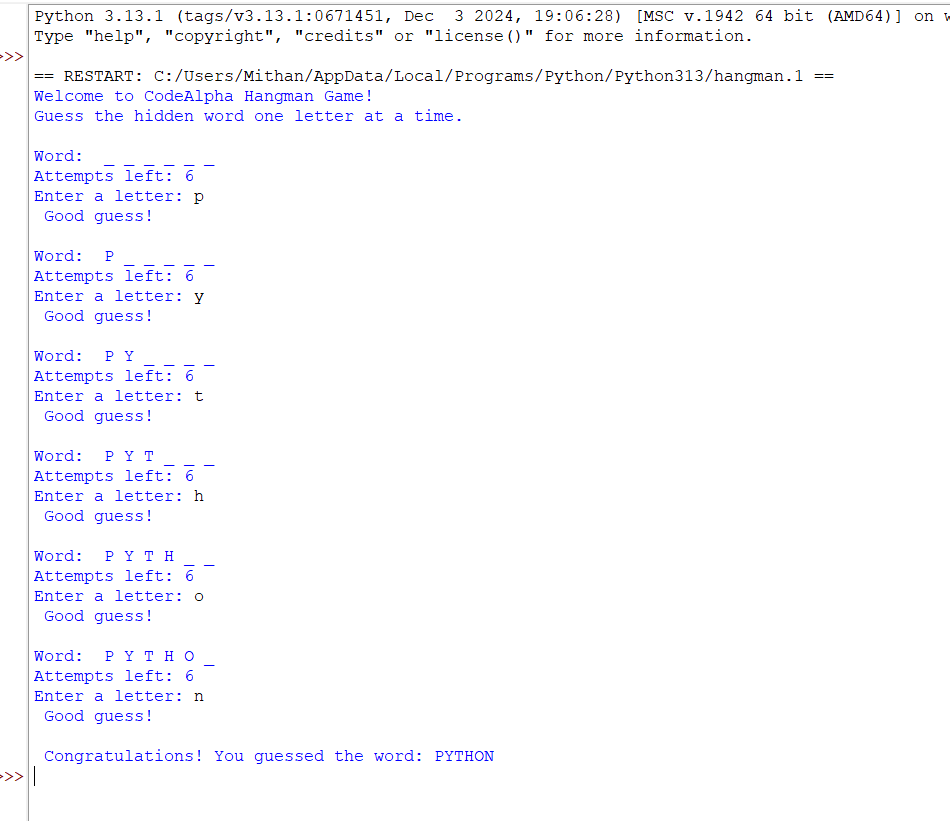 Python 3.13.1 (tags/v3.13.1:0671451, Dec  3 2024, 19:06:28) [MSC v.1942 64 bit (AMD64)] on
Type "help", "copyright", "credits" or "license()" for more information.
>>>
== RESTART: C:/Users/Mithan/AppData/Local/Programs/Python/Python313/hangman.1 ==
Welcome to CodeAlpha Hangman Game!
Guess the hidden word one letter at a time.
Word:  _ _ _ _ _ _
Attempts left: 6
Enter a letter: p
 Good guess!
Word:  P _ _ _ _ _
Attempts left: 6
Enter a letter: y
 Good guess!
Word:  P Y _ _ _ _
Attempts left: 6
Enter a letter: t
 Good guess!
Word:  P Y T _ _ _
Attempts left: 6
Enter a letter: h
 Good guess!
Word:  P Y T H _ _
Attempts left: 6
Enter a letter: o
 Good guess!
Word:  P Y T H O _
Attempts left: 6
Enter a letter: n
 Good guess!
 Congratulations! You guessed the word: PYTHON
>>>